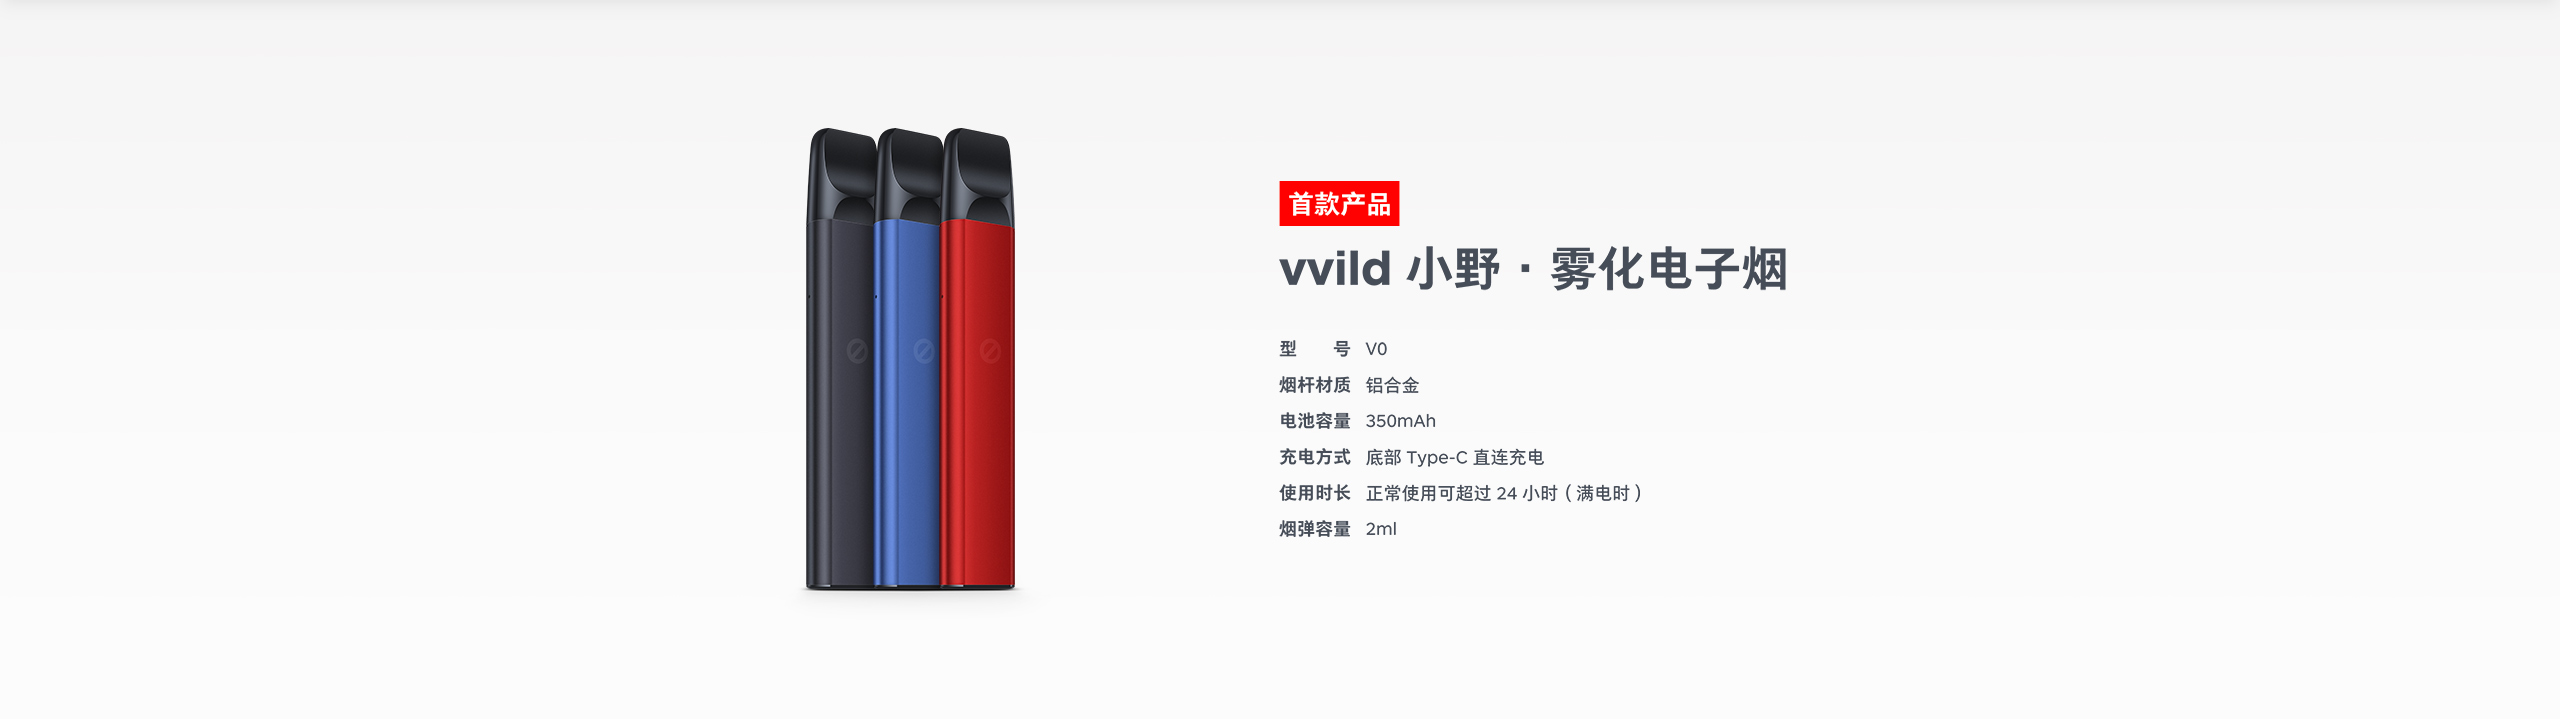 首款产品
vvild 小野 · 雾化电子烟
型 号 V0
烟杆材质 铝合金
电池容量 350mAh
充电方式 底部 Type-C 直连充电
使用时长 正常使用可超过 24 小时 ( 满电时 )
烟弹容量 2ml